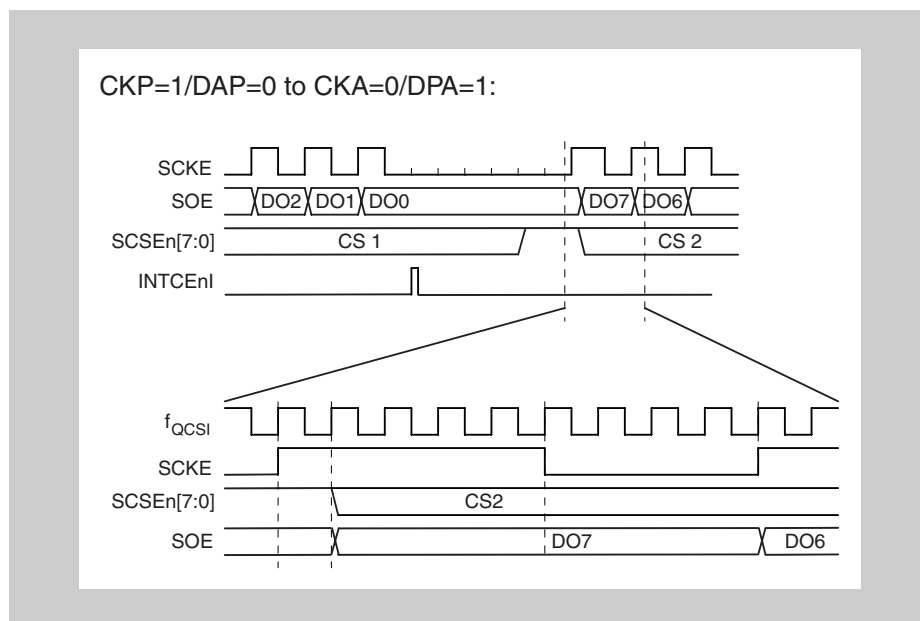 CKP=1/DAP=0 to CKA=0/DPA=1:
SCKE
SOE DO2 DO1 DO0 DO7 DO6
SCSEn[7:0] CS 1 CS 2
INTCEnI
fQCSI
SCKE
SCSEn[7:0] CS2
SOE DO7 DO6